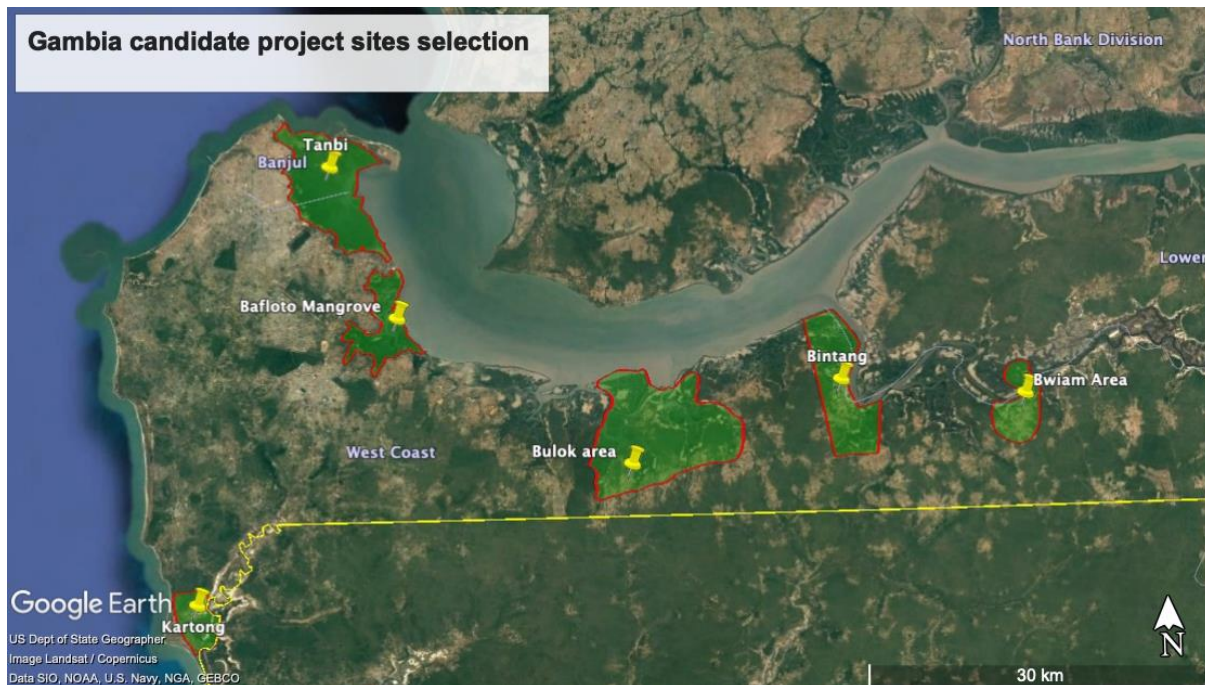 Gambia candidate project sites selection
North Bank Division
Tanbi
Banjul
Lower
Bafloto Mangrove
Bintang
Bwiam Area
West Coast
Bulok area
Google Earth
Kartong
US Dept of State Geographer
Image Landsat / Copernicus
Data SIO, NOAA, U.S. Navy, NGA, GEBCO
30 km
N